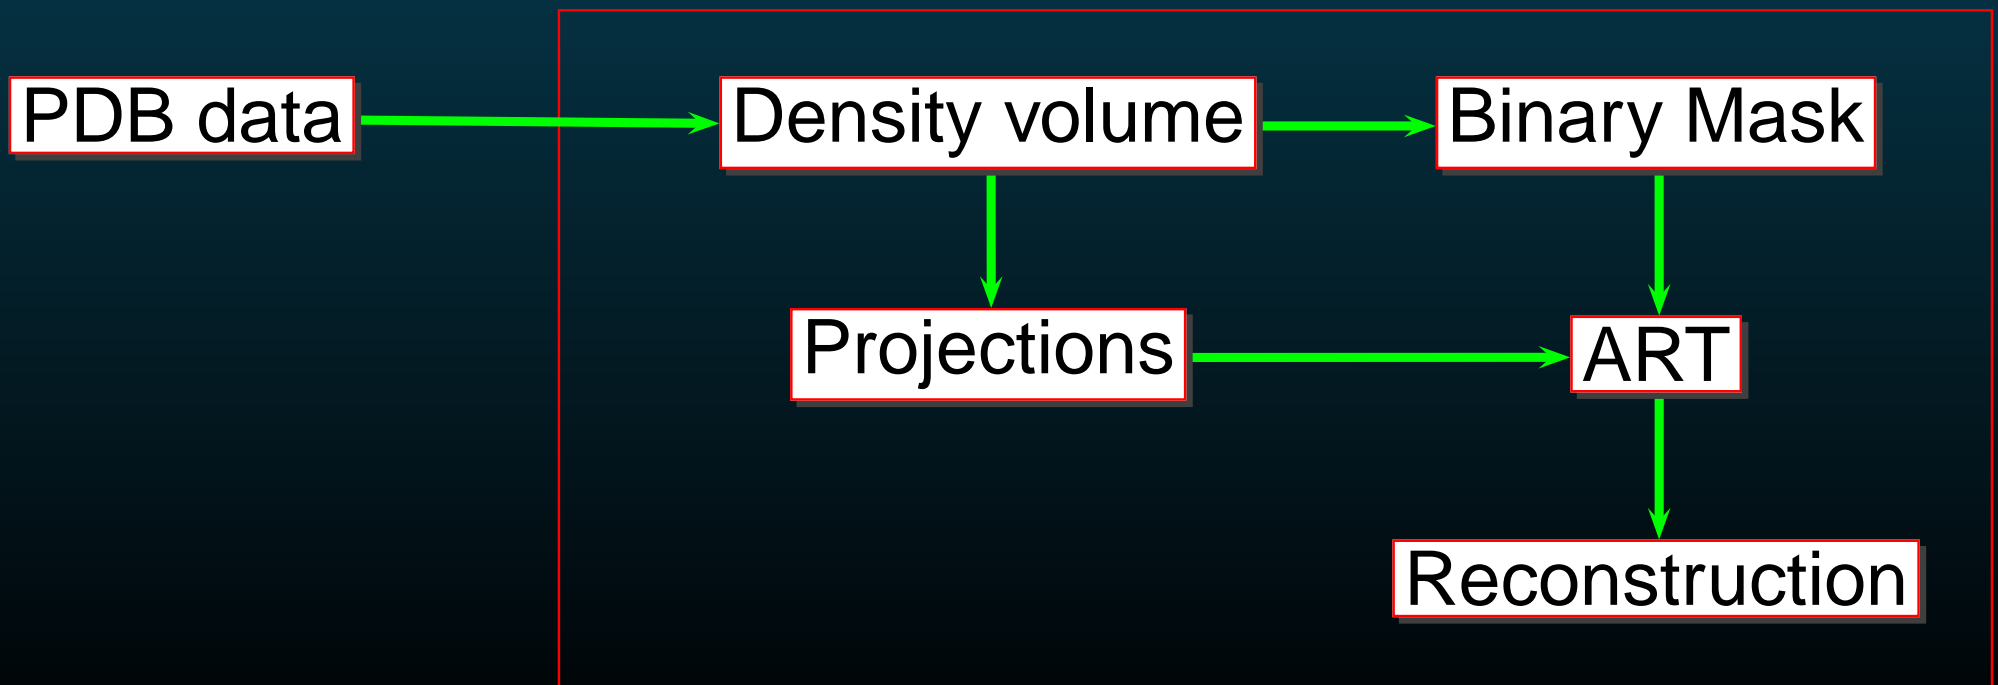 PDB data
Density volume
Binary Mask
Projections
ART
Reconstruction